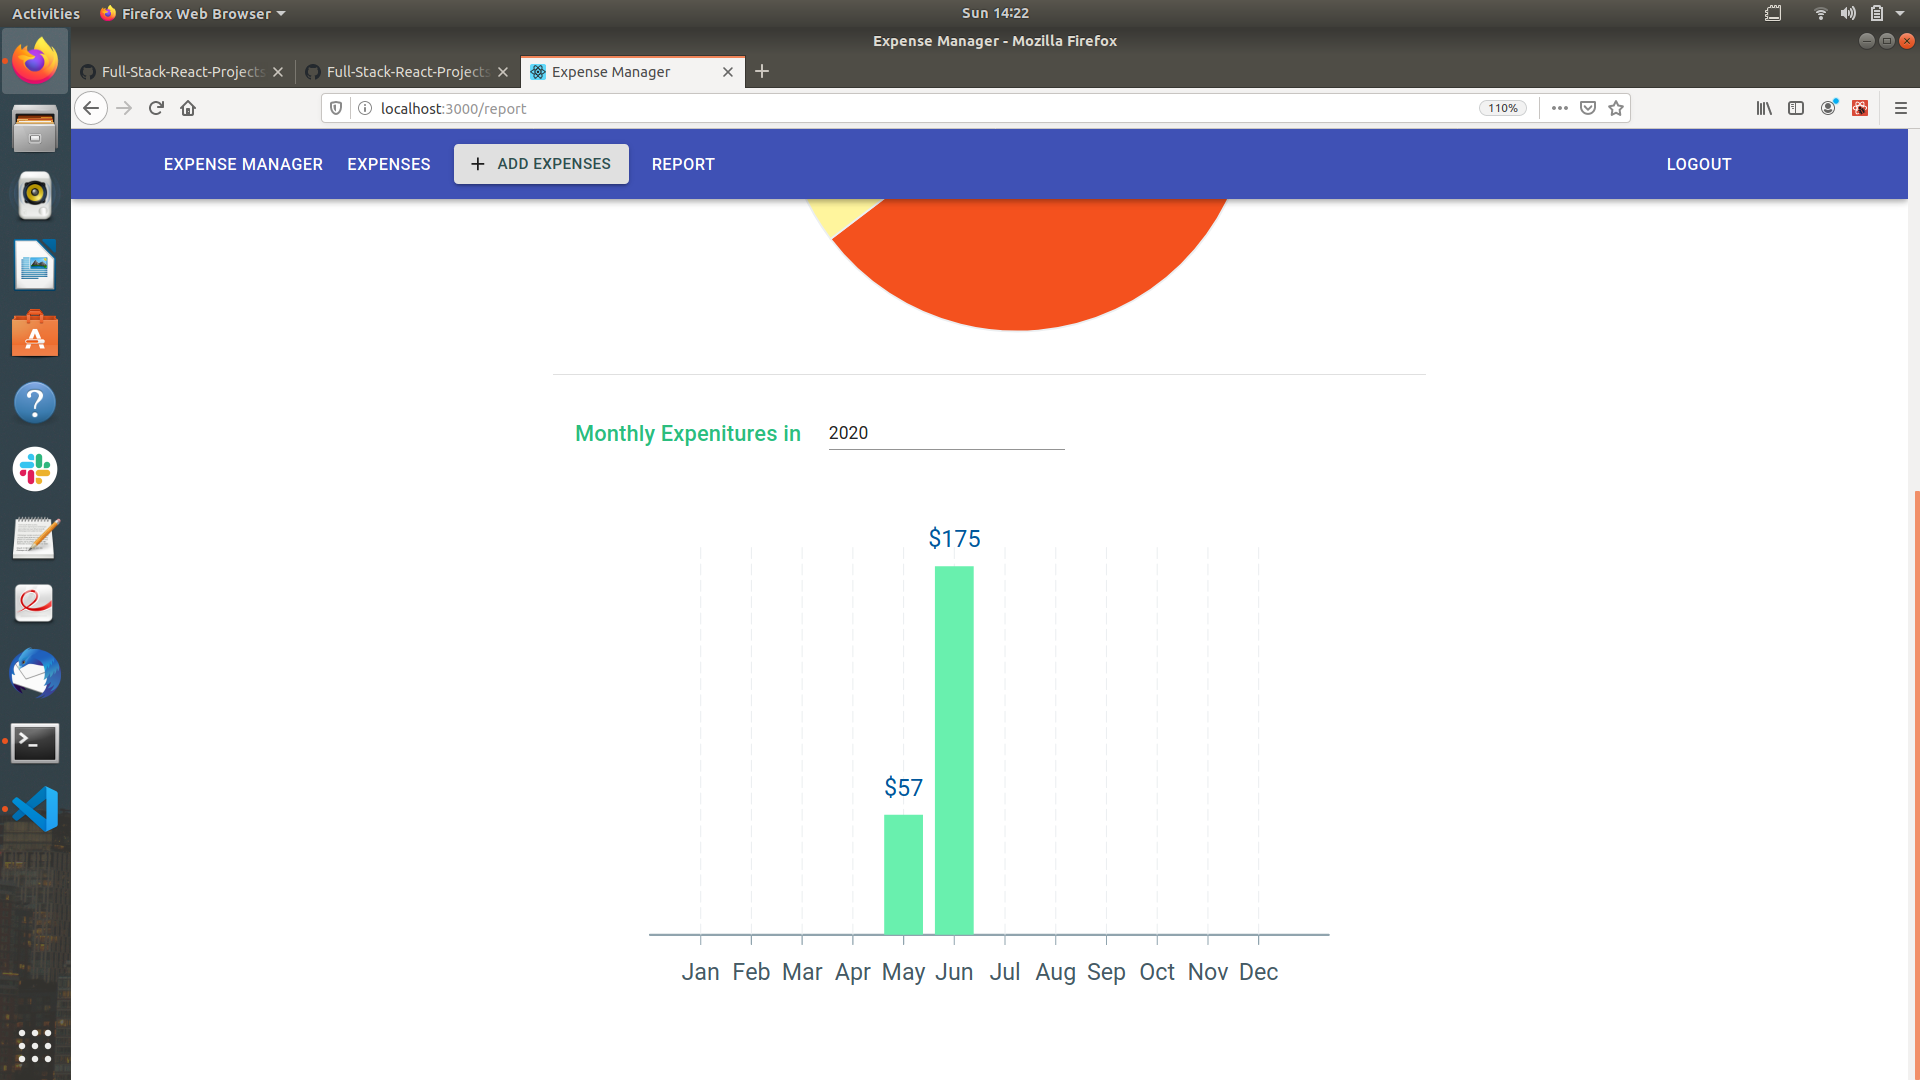 Activities Firefox Web Browser Sun 14:22
Expense Manager - Mozilla Firefox
Full-Stack-React-Projects Full-Stack-React-Projects Expense Manager
localhost:3000/report 110%
EXPENSE MANAGER EXPENSES + ADD EXPENSES REPORT LOGOUT
Monthly Expenitures in 2020
$175
$57
Jan Feb Mar Apr May Jun Jul Aug Sep Oct Nov Dec